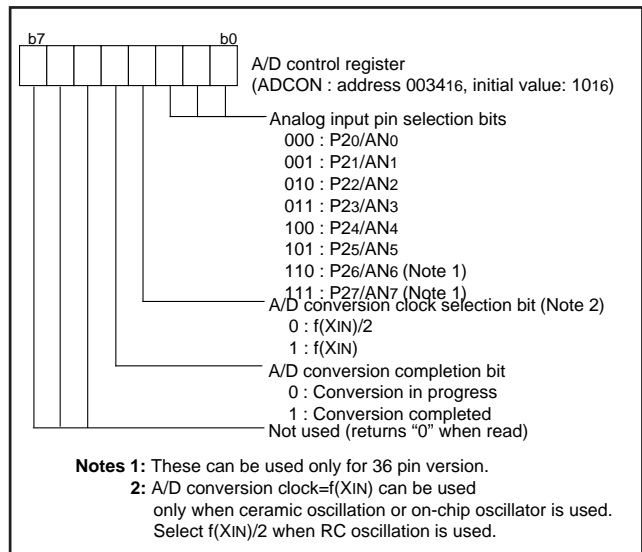 b7 b0
A/D control register
(ADCON : address 003416, initial value: 1016)
Analog input pin selection bits
000 : P20/AN0
001 : P21/AN1
010 : P22/AN2
011 : P23/AN3
100 : P24/AN4
101 : P25/AN5
110 : P26/AN6 (Note 1)
111 : P27/AN7 (Note 1)
A/D conversion clock selection bit (Note 2)
0 : f(XIN)/2
1 : f(XIN)
A/D conversion completion bit
0 : Conversion in progress
1 : Conversion completed
Not used (returns “0” when read)
Notes 1: These can be used only for 36 pin version.
2: A/D conversion clock=f(XIN) can be used
only when ceramic oscillation or on-chip oscillator is used.
Select f(XIN)/2 when RC oscillation is used.